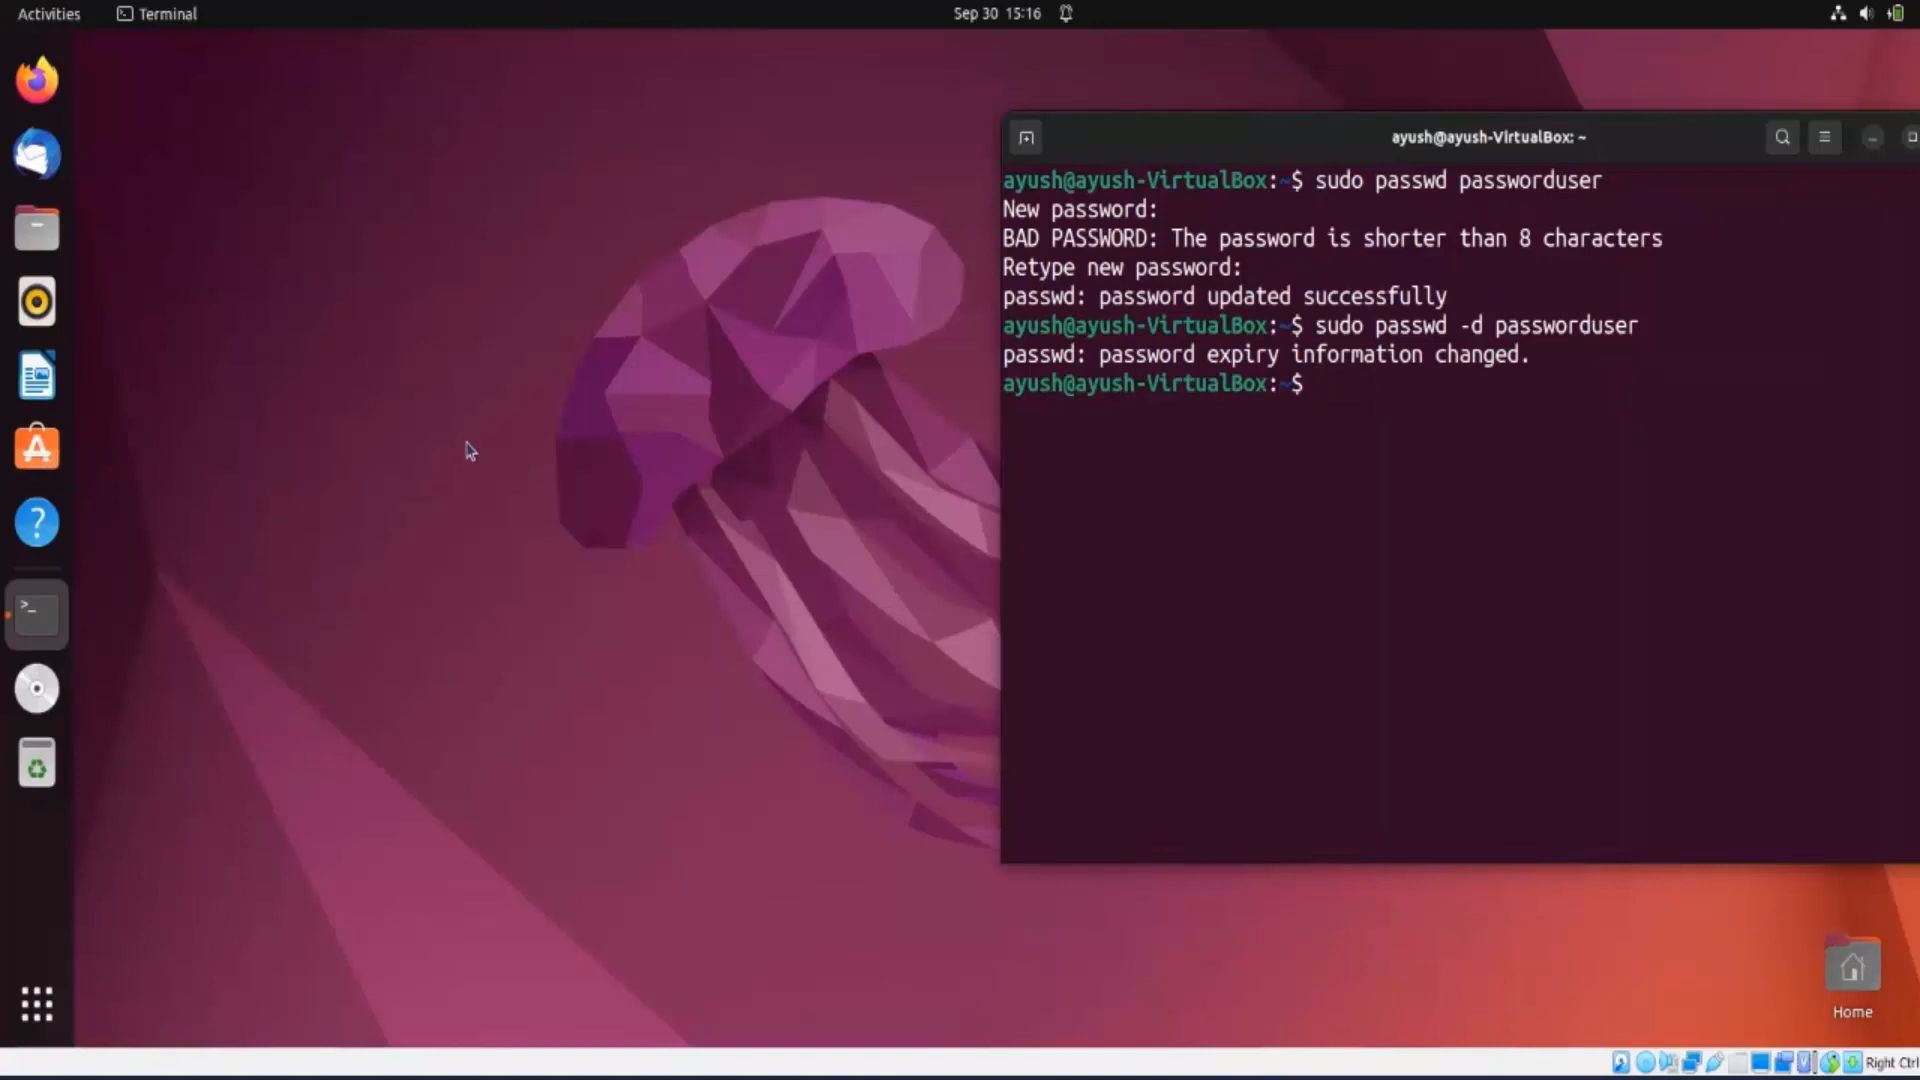 Activities
Terminal
Sep 30 15:16
ayush@ayush-VirtualBox: ~
ayush@ayush-VirtualBox:~$ sudo passwd passworduser
New password:
BAD PASSWORD: The password is shorter than 8 characters
Retype new password:
passwd: password updated successfully
ayush@ayush-VirtualBox:~$ sudo passwd -d passworduser
passwd: password expiry information changed.
ayush@ayush-VirtualBox:~$
Home
Right Ctrl